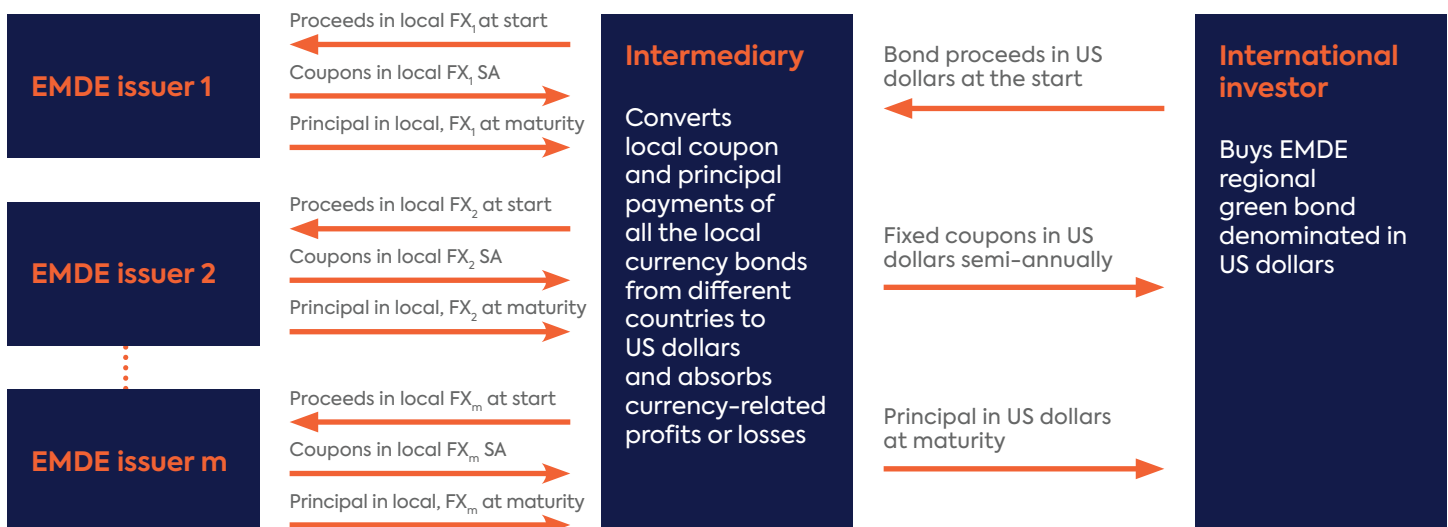 EMDE issuer 1
Proceeds in local FX₁ at start
Coupons in local FX₁ SA
Principal in local, FX₁ at maturity
EMDE issuer 2
Proceeds in local FX₂ at start
Coupons in local FX₂ SA
Principal in local, FX₂ at maturity
EMDE issuer m
Proceeds in local FXₘ at start
Coupons in local FXₘ SA
Principal in local, FXₘ at maturity
Intermediary
Converts
local coupon
and principal
payments of
all the local
currency bonds
from different
countries to
US dollars
and absorbs
currency-related
profits or losses
Bond proceeds in US
dollars at the start
Fixed coupons in US
dollars semi-annually
Principal in US dollars
at maturity
International
investor
Buys EMDE
regional
green bond
denominated in
US dollars